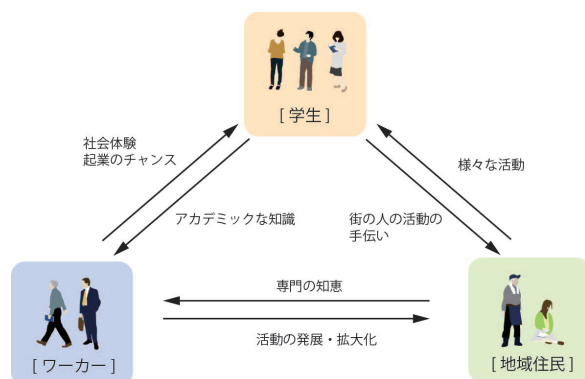 [ 学生 ]
社会体験
起業のチャンス
様々な活動
アカデミックな知識
街の人の活動の
手伝い
専門の知恵
活動の発展・拡大化
[ ワーカー ]
[ 地域住民 ]